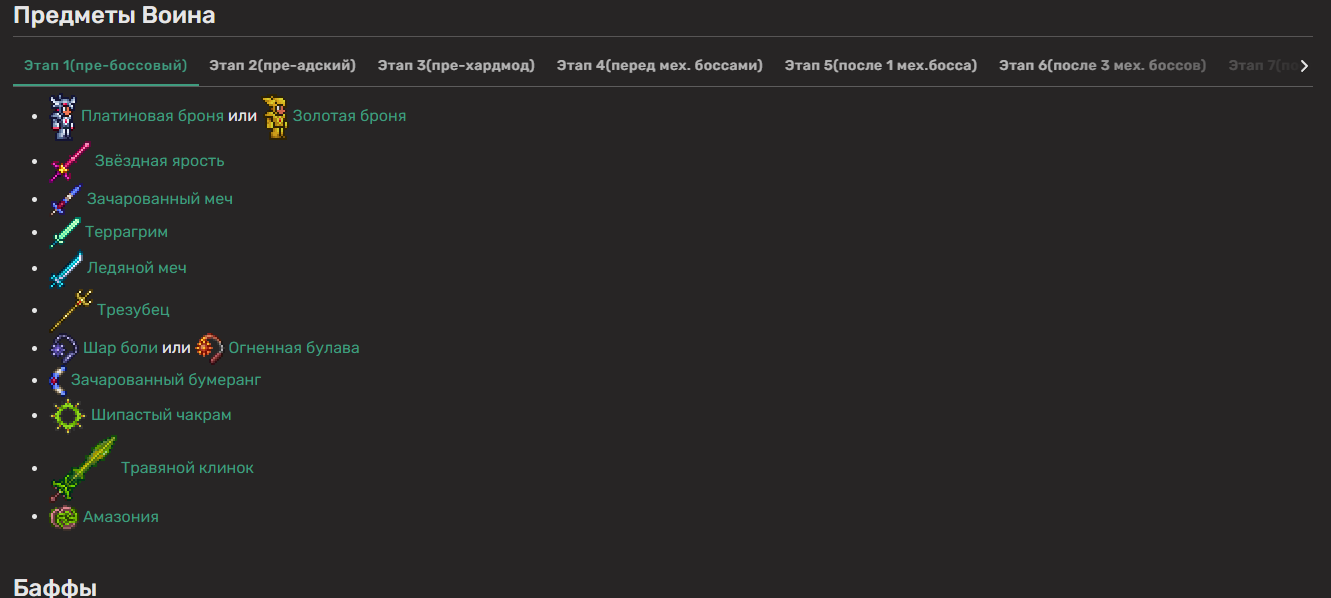 Предметы Воина
Этап 1(пре-боссовый) Этап 2(пре-адский) Этап 3(пре-хардмод) Этап 4(перед мех. боссами) Этап 5(после 1 мех.босса) Этап 6(после 3 мех. боссов) Этап 7(по
Платиновая броня или Золотая броня
Звёздная ярость
Зачарованный меч
Террагрим
Ледяной меч
Трезубец
Шар боли или Огненная булава
Зачарованный бумеранг
Шипастый чакрам
Травяной клинок
Амазония
Баффы